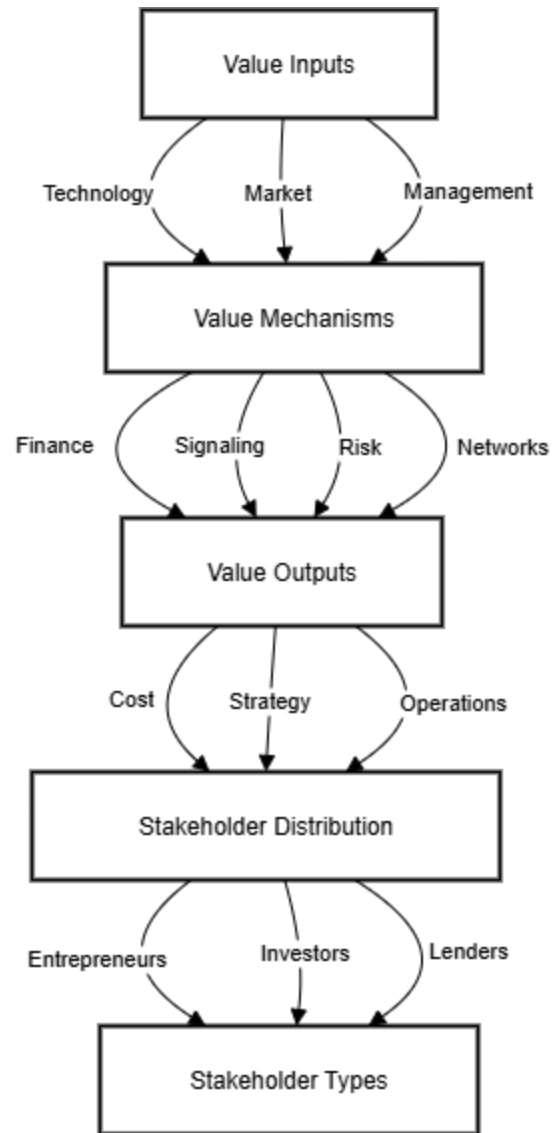 Value Inputs
Technology
Market
Management
Value Mechanisms
Finance
Signaling
Risk
Networks
Value Outputs
Cost
Strategy
Operations
Stakeholder Distribution
Entrepreneurs
Investors
Lenders
Stakeholder Types